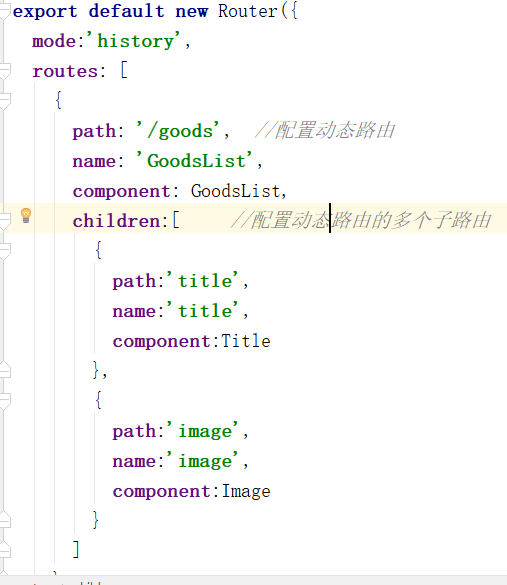 export default new Router({
mode:'history',
routes: [
{
path: '/goods', //配置动态路由
name: 'GoodsList',
component: GoodsList,
children:[ //配置动态路由的多个子路由
{
path:'title',
name:'title',
component:Title
},
{
path:'image',
name:'image',
component:Image
}
]